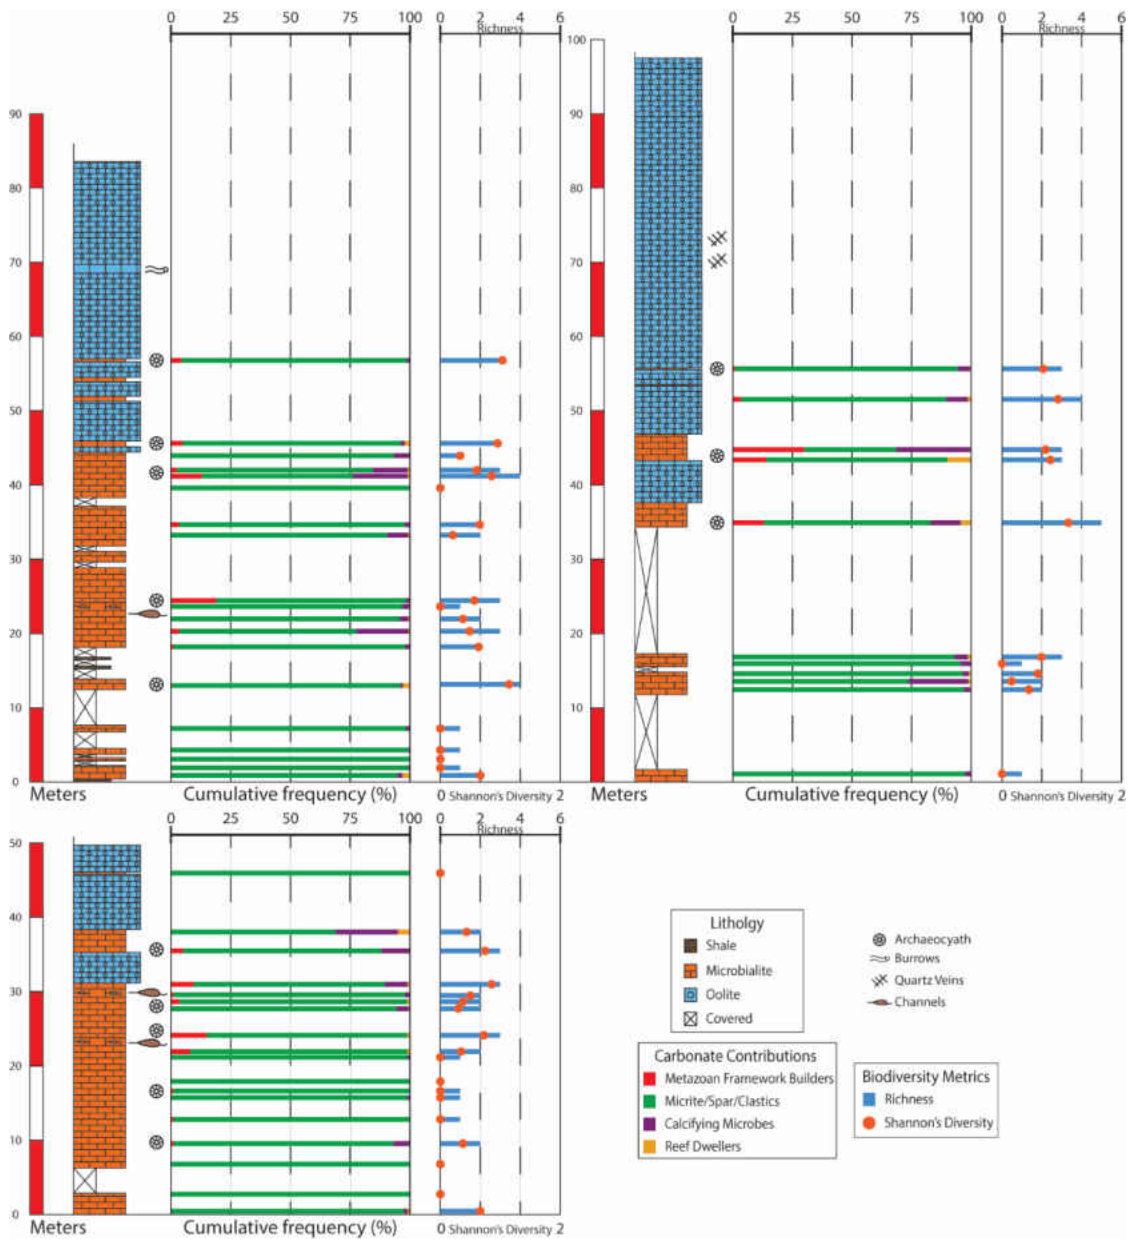 0 25 50 75 100 0 2 4 6
Richness
90
80
70
60
50
40
30
20
10
0
Meters Cumulative frequency (%) 0 Shannon's Diversity 2
0 25 50 75 100 0 2 4 6
Richness
100
90
80
70
60
50
40
30
20
10
0
Meters Cumulative frequency (%) 0 Shannon's Diversity 2
0 25 50 75 100 0 2 4 6
Richness
50
40
30
20
10
0
Meters Cumulative frequency (%) 0 Shannon's Diversity 2
Litholgy
Shale
Microbialite
Oolite
Covered
Archaeocyath
Burrows
Quartz Veins
Channels
Carbonate Contributions
Metazoan Framework Builders
Micrite/Spar/Clastics
Calcifying Microbes
Reef Dwellers
Biodiversity Metrics
Richness
Shannon's Diversity